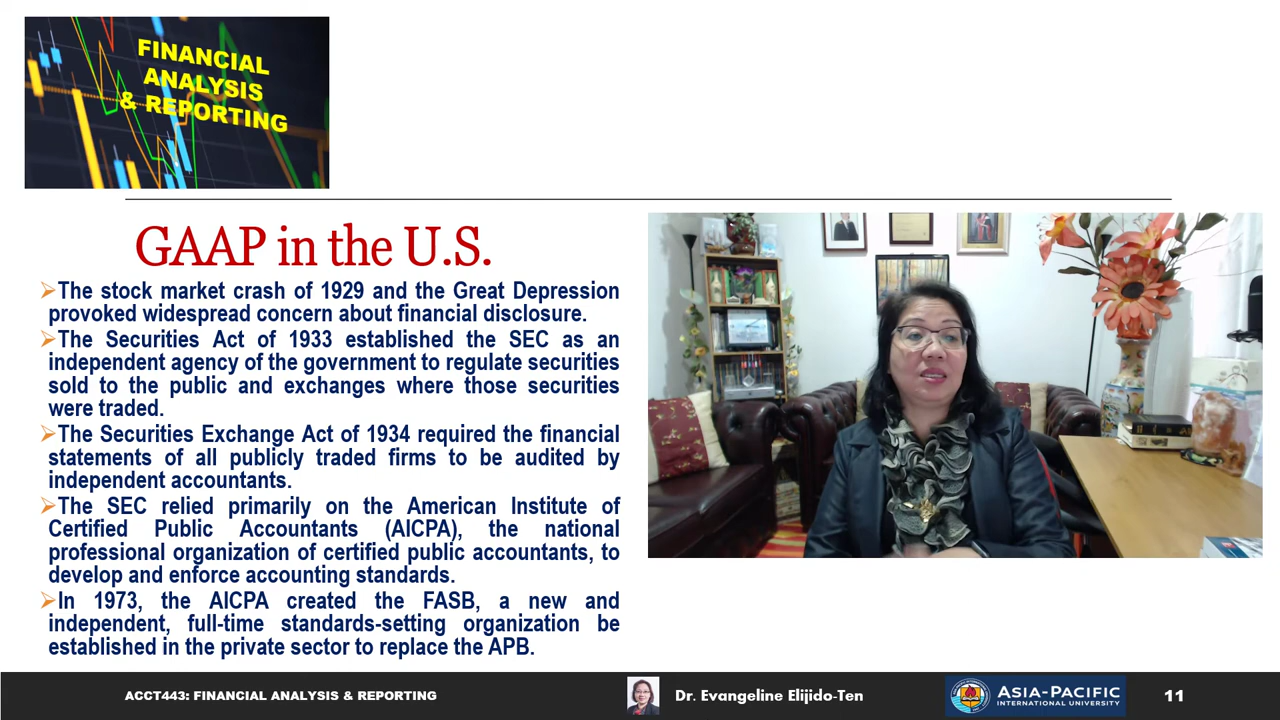 FINANCIAL
ANALYSIS
& REPORTING
GAAP in the U.S.
The stock market crash of 1929 and the Great Depression
provoked widespread concern about financial disclosure.
The Securities Act of 1933 established the SEC as an
independent agency of the government to regulate securities
sold to the public and exchanges where those securities
were traded.
The Securities Exchange Act of 1934 required the financial
statements of all publicly traded firms to be audited by
independent accountants.
The SEC relied primarily on the American Institute of
Certified Public Accountants (AICPA), the national
professional organization of certified public accountants, to
develop and enforce accounting standards.
In 1973, the AICPA created the FASB, a new and
independent, full-time standards-setting organization be
established in the private sector to replace the APB.
ACCT443: FINANCIAL ANALYSIS & REPORTING
Dr. Evangeline Elijido-Ten
ASIA-PACIFIC
INTERNATIONAL UNIVERSITY
11